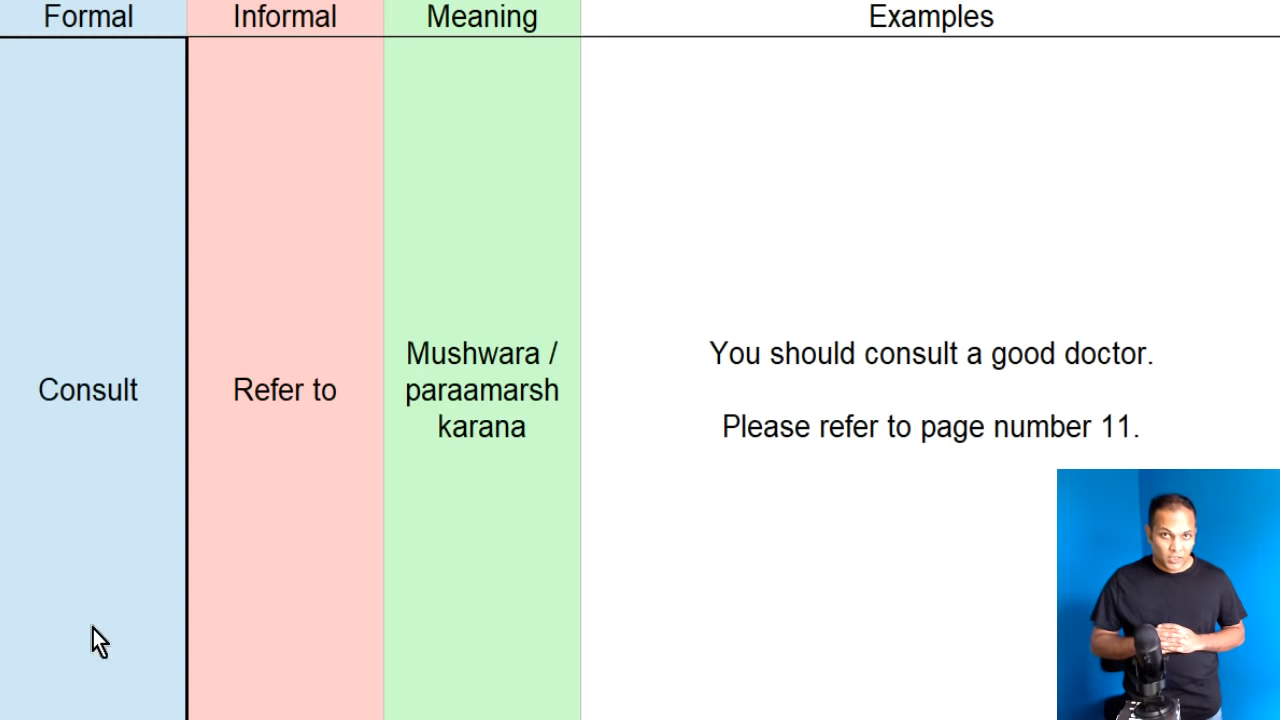 Formal Informal Meaning Examples
Consult
Refer to
Mushwara /
paraamarsh
karana
You should consult a good doctor.
Please refer to page number 11.